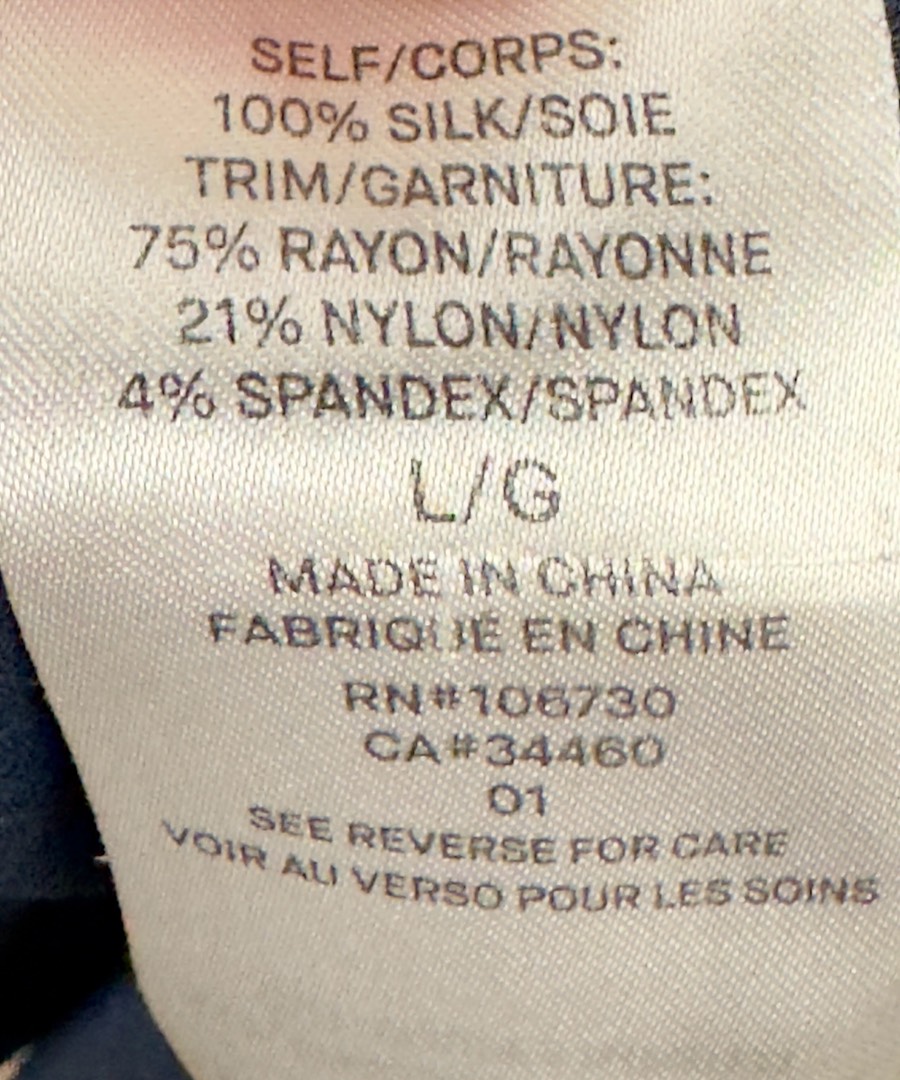 SELF/CORPS:
100% SILK/SOIE
TRIM/GARNITURE:
75% RAYON/RAYONNE
21% NYLON/NYLON
4% SPANDEX/SPANDEX
L/G
MADE IN CHINA
FABRIQUÉ EN CHINE
RN#106730
CA#34460
01
SEE REVERSE FOR CARE
VOIR AU VERSO POUR LES SOINS